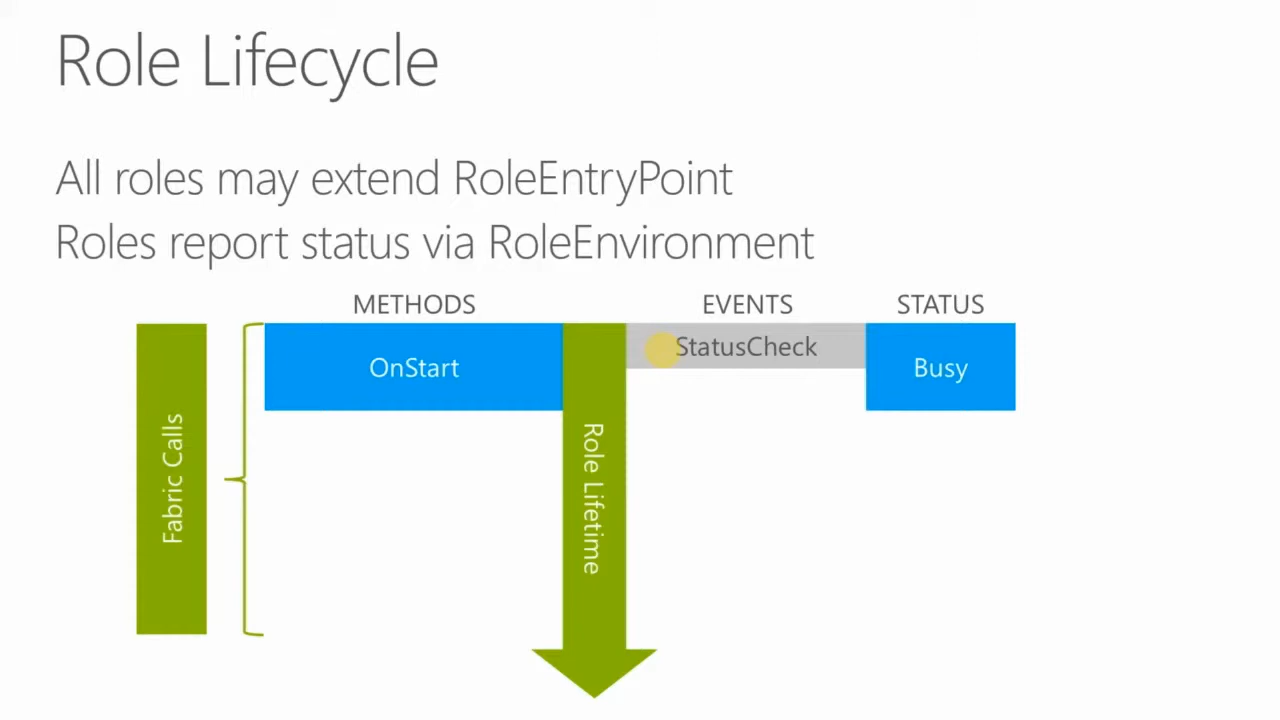 Role Lifecycle
All roles may extend RoleEntryPoint
Roles report status via RoleEnvironment
METHODS EVENTS STATUS
OnStart StatusCheck Busy
Fabric Calls
Role Lifetime